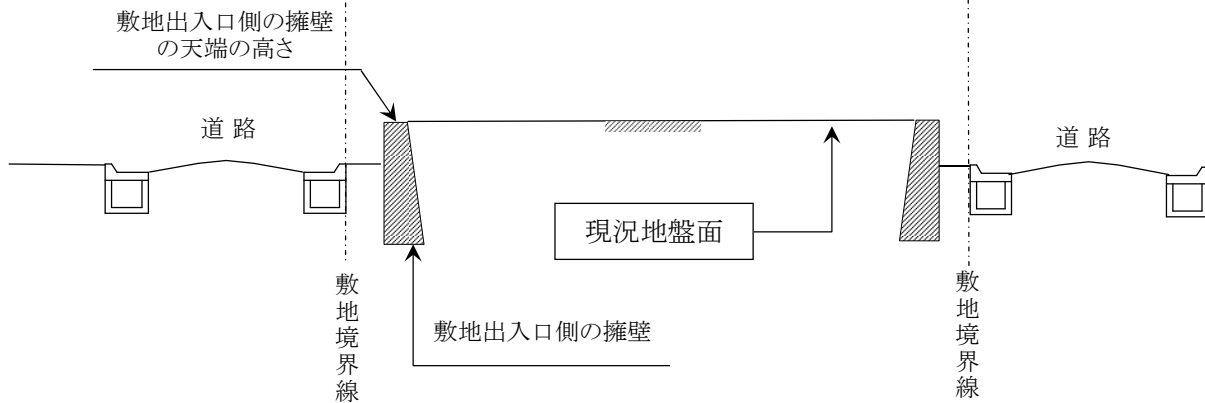 敷地出入口側の擁壁
の天端の高さ
道 路
道 路
現況地盤面
敷地出入口側の擁壁
敷地境界線
敷地境界線